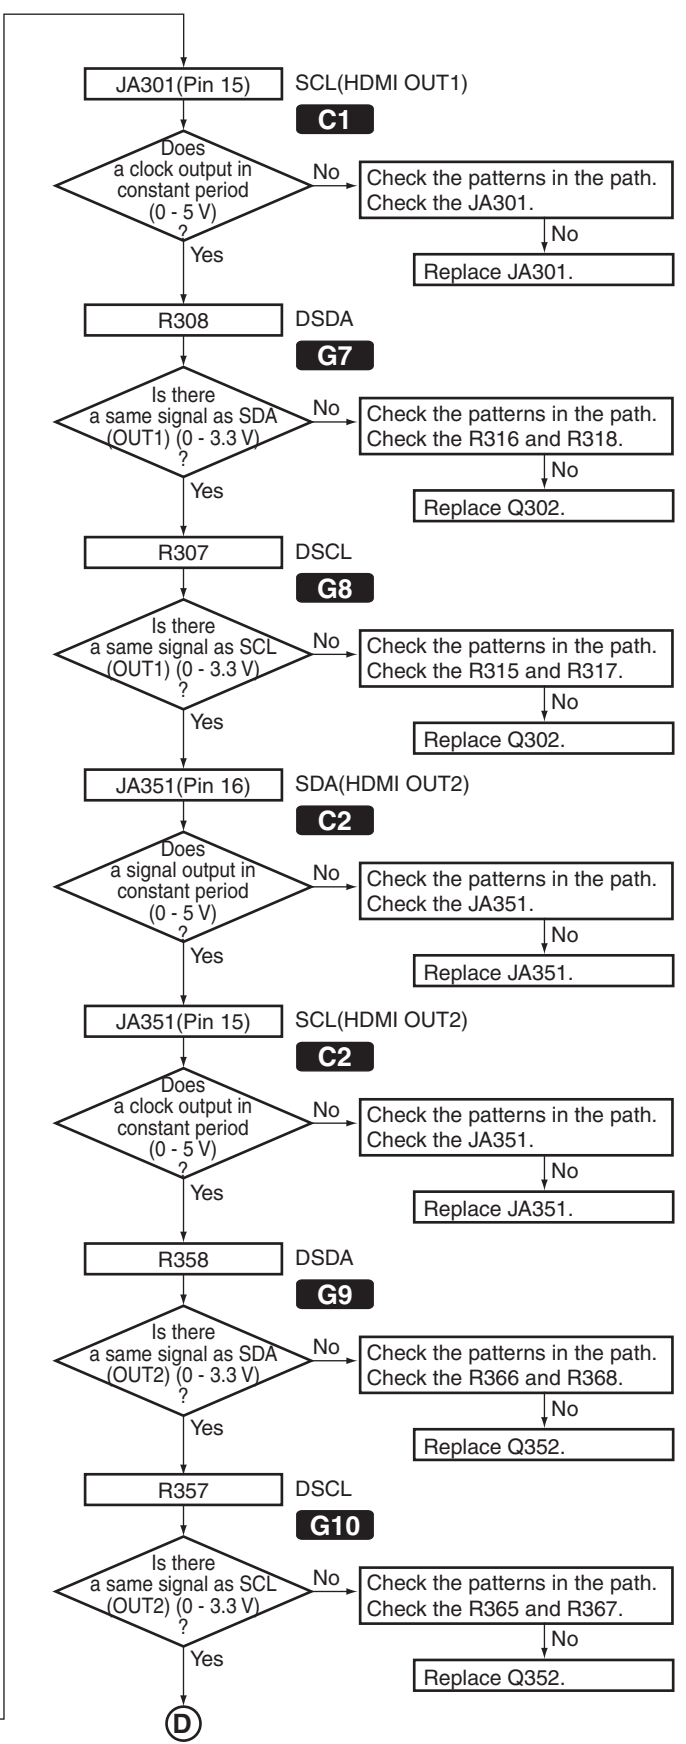 JA301(Pin 15)
SCL(HDMI OUT1)
C1
Does
a clock output in
constant period
(0 - 5 V)
?
No
Check the patterns in the path.
Check the JA301.
No
Replace JA301.
Yes
R308
DSDA
G7
Is there
a same signal as SDA
(OUT1) (0 - 3.3 V)
?
No
Check the patterns in the path.
Check the R316 and R318.
No
Replace Q302.
Yes
R307
DSCL
G8
Is there
a same signal as SCL
(OUT1) (0 - 3.3 V)
?
No
Check the patterns in the path.
Check the R315 and R317.
No
Replace Q302.
Yes
JA351(Pin 16)
SDA(HDMI OUT2)
C2
Does
a signal output in
constant period
(0 - 5 V)
?
No
Check the patterns in the path.
Check the JA351.
No
Replace JA351.
Yes
JA351(Pin 15)
SCL(HDMI OUT2)
C2
Does
a clock output in
constant period
(0 - 5 V)
?
No
Check the patterns in the path.
Check the JA351.
No
Replace JA351.
Yes
R358
DSDA
G9
Is there
a same signal as SDA
(OUT2) (0 - 3.3 V)
?
No
Check the patterns in the path.
Check the R366 and R368.
No
Replace Q352.
Yes
R357
DSCL
G10
Is there
a same signal as SCL
(OUT2) (0 - 3.3 V)
?
No
Check the patterns in the path.
Check the R365 and R367.
No
Replace Q352.
Yes
D